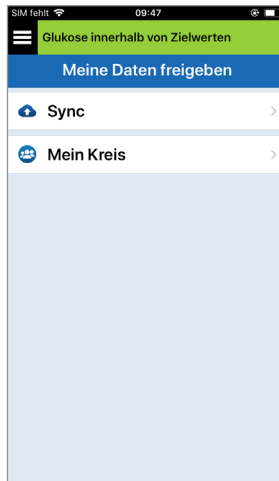 SIM fehlt 09:47
Glukose innerhalb von Zielwerten
Meine Daten freigeben
Sync
Mein Kreis